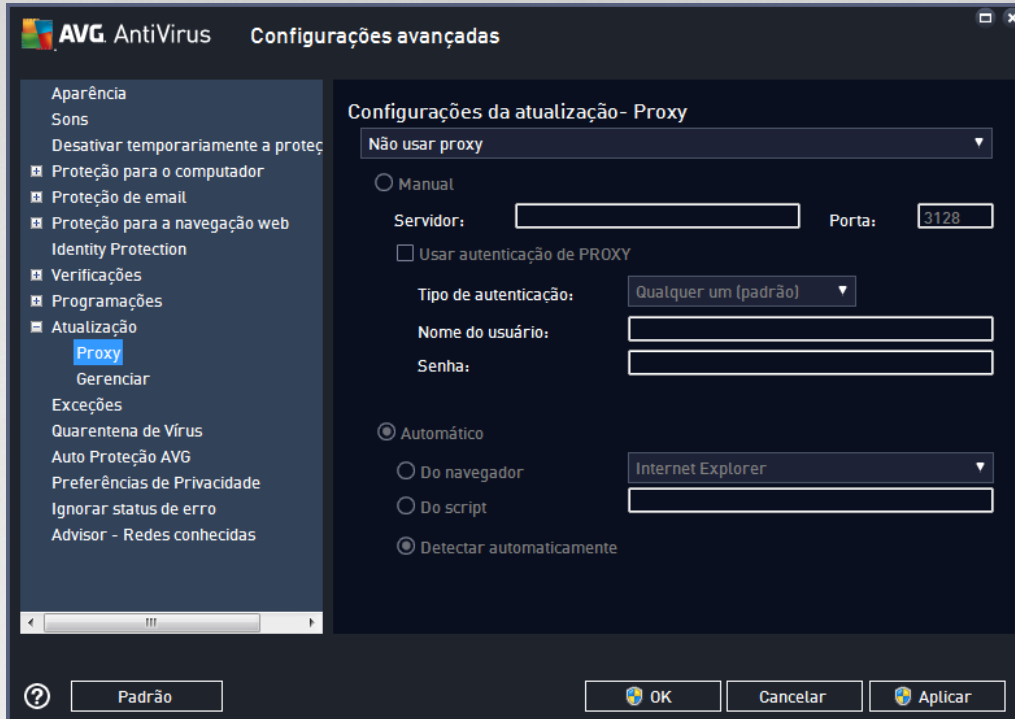 AVG AntiVirus Configurações avançadas
Aparência
Sons
Desativar temporariamente a proteç
Proteção para o computador
Proteção de email
Proteção para a navegação web
Identity Protection
Verificações
Programações
Atualização
Proxy
Gerenciar
Exceções
Quarentena de Vírus
Auto Proteção AVG
Preferências de Privacidade
Ignorar status de erro
Advisor - Redes conhecidas
Configurações da atualização- Proxy
Não usar proxy
Manual
Servidor: Porta: 3128
Usar autenticação de PROXY
Tipo de autenticação: Qualquer um (padrão)
Nome do usuário:
Senha:
Automático
Do navegador Internet Explorer
Do script
Detectar automaticamente
? Padrão OK Cancelar Aplicar